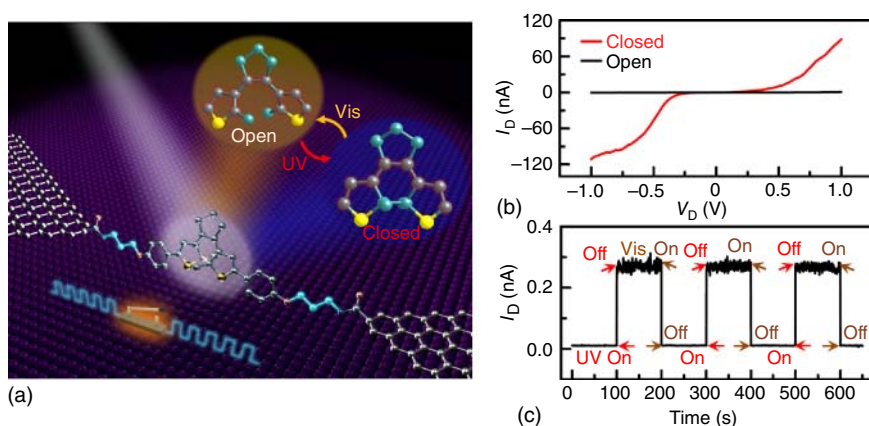 Open
Vis
UV
Closed
(a)
120
60
0
−60
−120
I_D (nA)
Closed
Open
−1.0 −0.5 0 0.5 1.0
V_D (V)
(b)
0.4
0.2
0.0
I_D (nA)
Off Vis On Off On Off On
Off Off Off
UV On On On
0 100 200 300 400 500 600
Time (s)
(c)